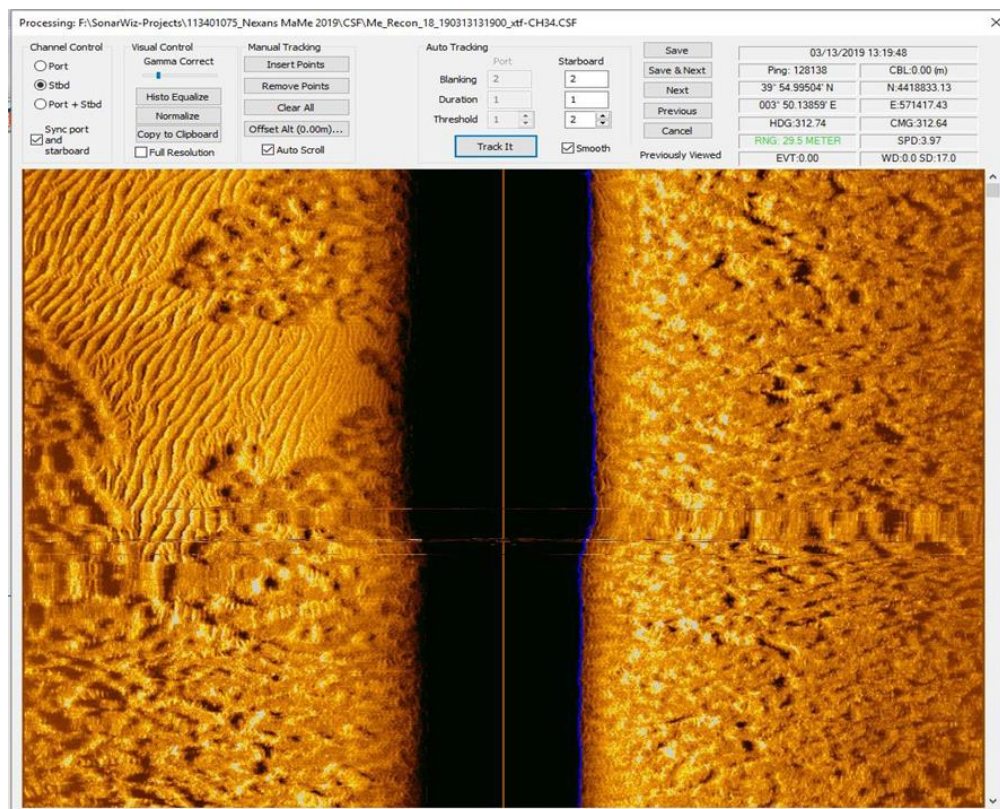 Processing: F:\SonarWiz-Projects\113401075_Nexans MaMe 2019\CSF\Me_Recon_18_190313131900_xtf-CH34.CSF
Channel Control
Port
Stbd
Port + Stbd
Sync port
and
starboard
Visual Control
Gamma Correct
Histo Equalize
Normalize
Copy to Clipboard
Full Resolution
Manual Tracking
Insert Points
Remove Points
Clear All
Offset Alt (0.00m)...
Auto Scroll
Auto Tracking
Port Starboard
Blanking 2 2
Duration 1 1
Threshold 1 2
Track It Smooth
Save
Save & Next
Next
Previous
Cancel
Previously Viewed
03/13/2019 13:19:48
Ping: 128138 CBL:0.00 (m)
39° 54.99504' N N:4418833.13
003° 50.13859' E E:571417.43
HDG:312.74 CMG:312.64
RNG: 29.5 METER SPD:3.97
EVT:0.00 WD:0.0 SD:17.0